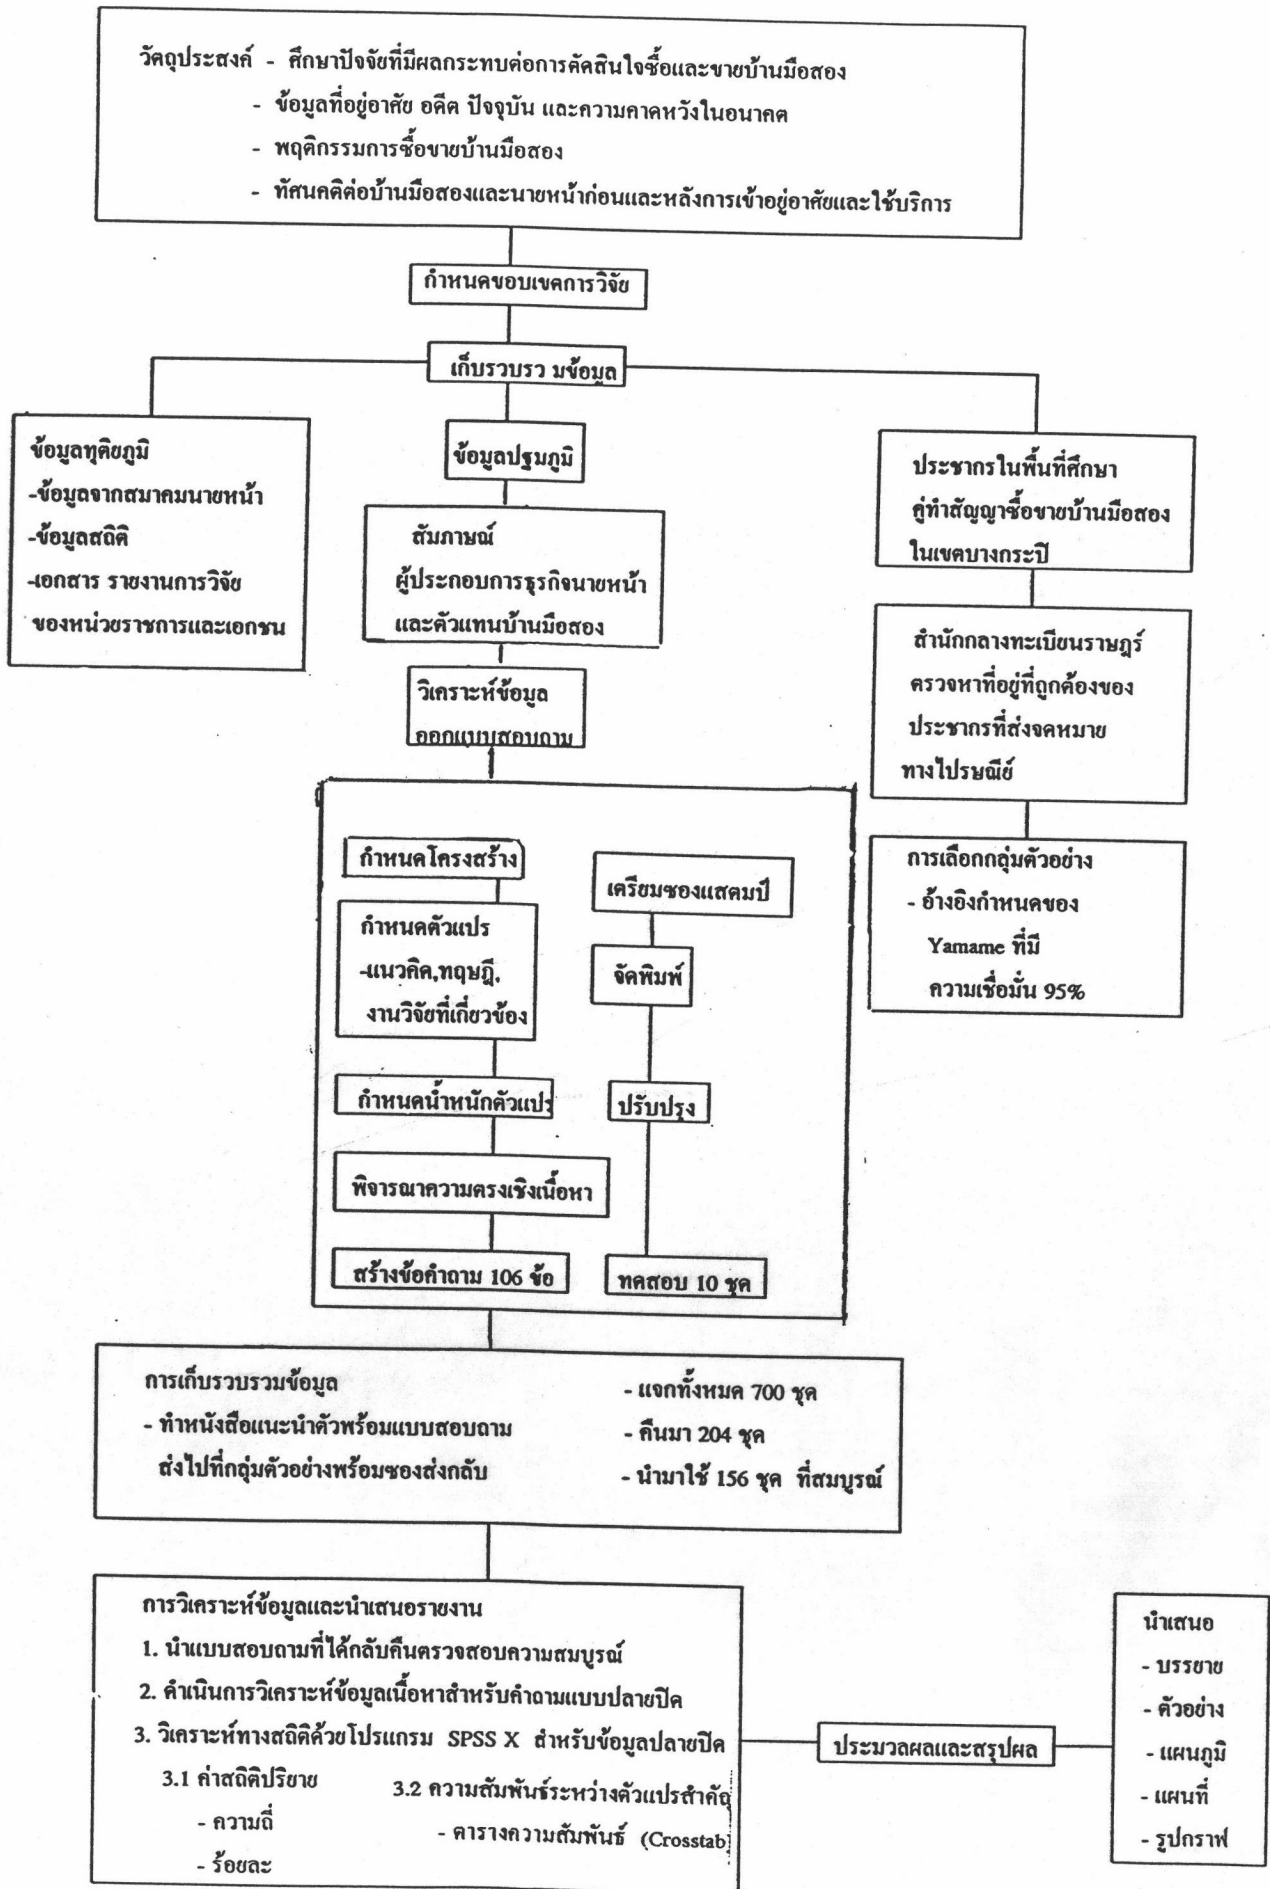 วัตถุประสงค์ - ศึกษาปัจจัยที่มีผลกระทบต่อการตัดสินใจซื้อและขายบ้านมือสอง
- ข้อมูลที่อยู่อาศัย อดีต ปัจจุบัน และความคาดหวังในอนาคต
- พฤติกรรมการซื้อขายบ้านมือสอง
- ทัศนคติต่อบ้านมือสองและนายหน้าก่อนและหลังการเข้าอยู่อาศัยและใช้บริการ
กำหนดขอบเขตการวิจัย
เก็บรวบรว มข้อมูล
ข้อมูลทุติยภูมิ
-ข้อมูลจากสมาคมนายหน้า
-ข้อมูลสถิติ
-เอกสาร รายงานการวิจัย
ของหน่วยราชการและเอกชน
ข้อมูลปฐมภูมิ
สัมภาษณ์
ผู้ประกอบการธุรกิจนายหน้า
และตัวแทนบ้านมือสอง
วิเคราะห์ข้อมูล
ออกแบบสอบถาม
ประชากรในพื้นที่ศึกษา
คู่ทำสัญญาซื้อขายบ้านมือสอง
ในเขตบางกระปิ
สำนักกลางทะเบียนราษฎร์
ตรวจหาที่อยู่ที่ถูกต้องของ
ประชากรที่ส่งจดหมาย
ทางไปรษณีย์
การเลือกกลุ่มตัวอย่าง
- อ้างอิงกำหนดของ
Yamame ที่มี
ความเชื่อมั่น 95%
กำหนดโครงสร้าง
กำหนดตัวแปร
-แนวคิด,ทฤษฎี,
งานวิจัยที่เกี่ยวข้อง
กำหนดน้ำหนักตัวแปร
พิจารณาความตรงเชิงเนื้อหา
สร้างข้อคำถาม 106 ข้อ
เตรียมซองแสตมป์
จัดพิมพ์
ปรับปรุง
ทดสอบ 10 ชุด
การเก็บรวบรวมข้อมูล
- ทำหนังสือแนะนำตัวพร้อมแบบสอบถาม
ส่งไปที่กลุ่มตัวอย่างพร้อมซองส่งกลับ
- แจกทั้งหมด 700 ชุด
- คืนมา 204 ชุด
- นำมาใช้ 156 ชุด ที่สมบูรณ์
การวิเคราะห์ข้อมูลและนำเสนอรายงาน
1. นำแบบสอบถามที่ได้กลับคืนตรวจสอบความสมบูรณ์
2. ดำเนินการวิเคราะห์ข้อมูลเนื้อหาสำหรับคำถามแบบปลายปิด
3. วิเคราะห์ทางสถิติด้วยโปรแกรม SPSS X สำหรับข้อมูลปลายปิด
3.1 ค่าสถิติปริยาย
- ความถี่
- ร้อยละ
3.2 ความสัมพันธ์ระหว่างตัวแปรสำคัญ
- ตารางความสัมพันธ์ (Crosstab)
ประมวลผลและสรุปผล
นำเสนอ
- บรรยาย
- ตัวอย่าง
- แผนภูมิ
- แผนที่
- รูปกราฟ